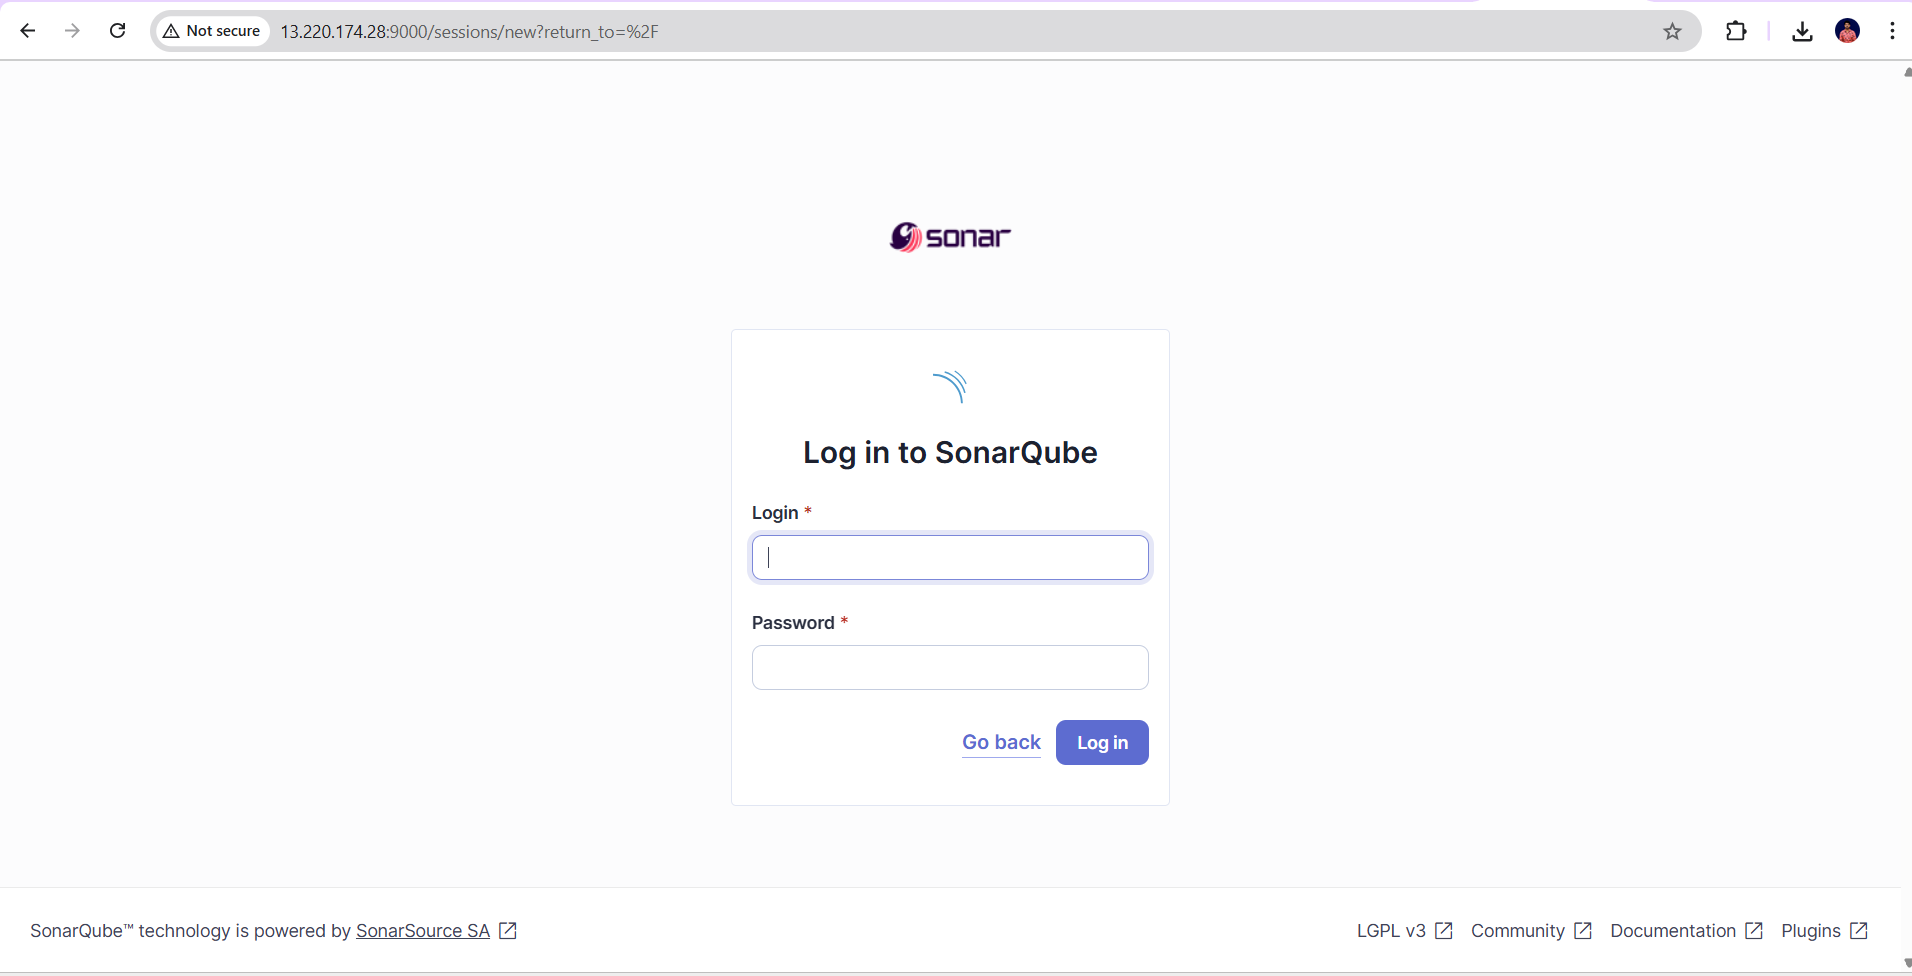 Not secure 13.220.174.28:9000/sessions/new?return_to=%2F
sonar
Log in to SonarQube
Login *
Password *
Go back Log in
SonarQube™ technology is powered by SonarSource SA LGPL v3 Community Documentation Plugins